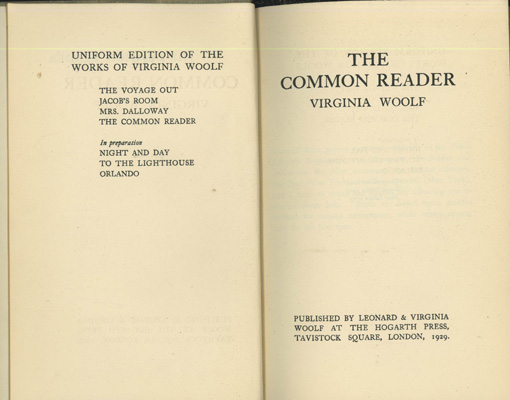 UNIFORM EDITION OF THE
WORKS OF VIRGINIA WOOLF
THE VOYAGE OUT
JACOB'S ROOM
MRS. DALLOWAY
THE COMMON READER
In preparation
NIGHT AND DAY
TO THE LIGHTHOUSE
ORLANDO
THE
COMMON READER
VIRGINIA WOOLF
PUBLISHED BY LEONARD & VIRGINIA
WOOLF AT THE HOGARTH PRESS,
TAVISTOCK SQUARE, LONDON, 1929.